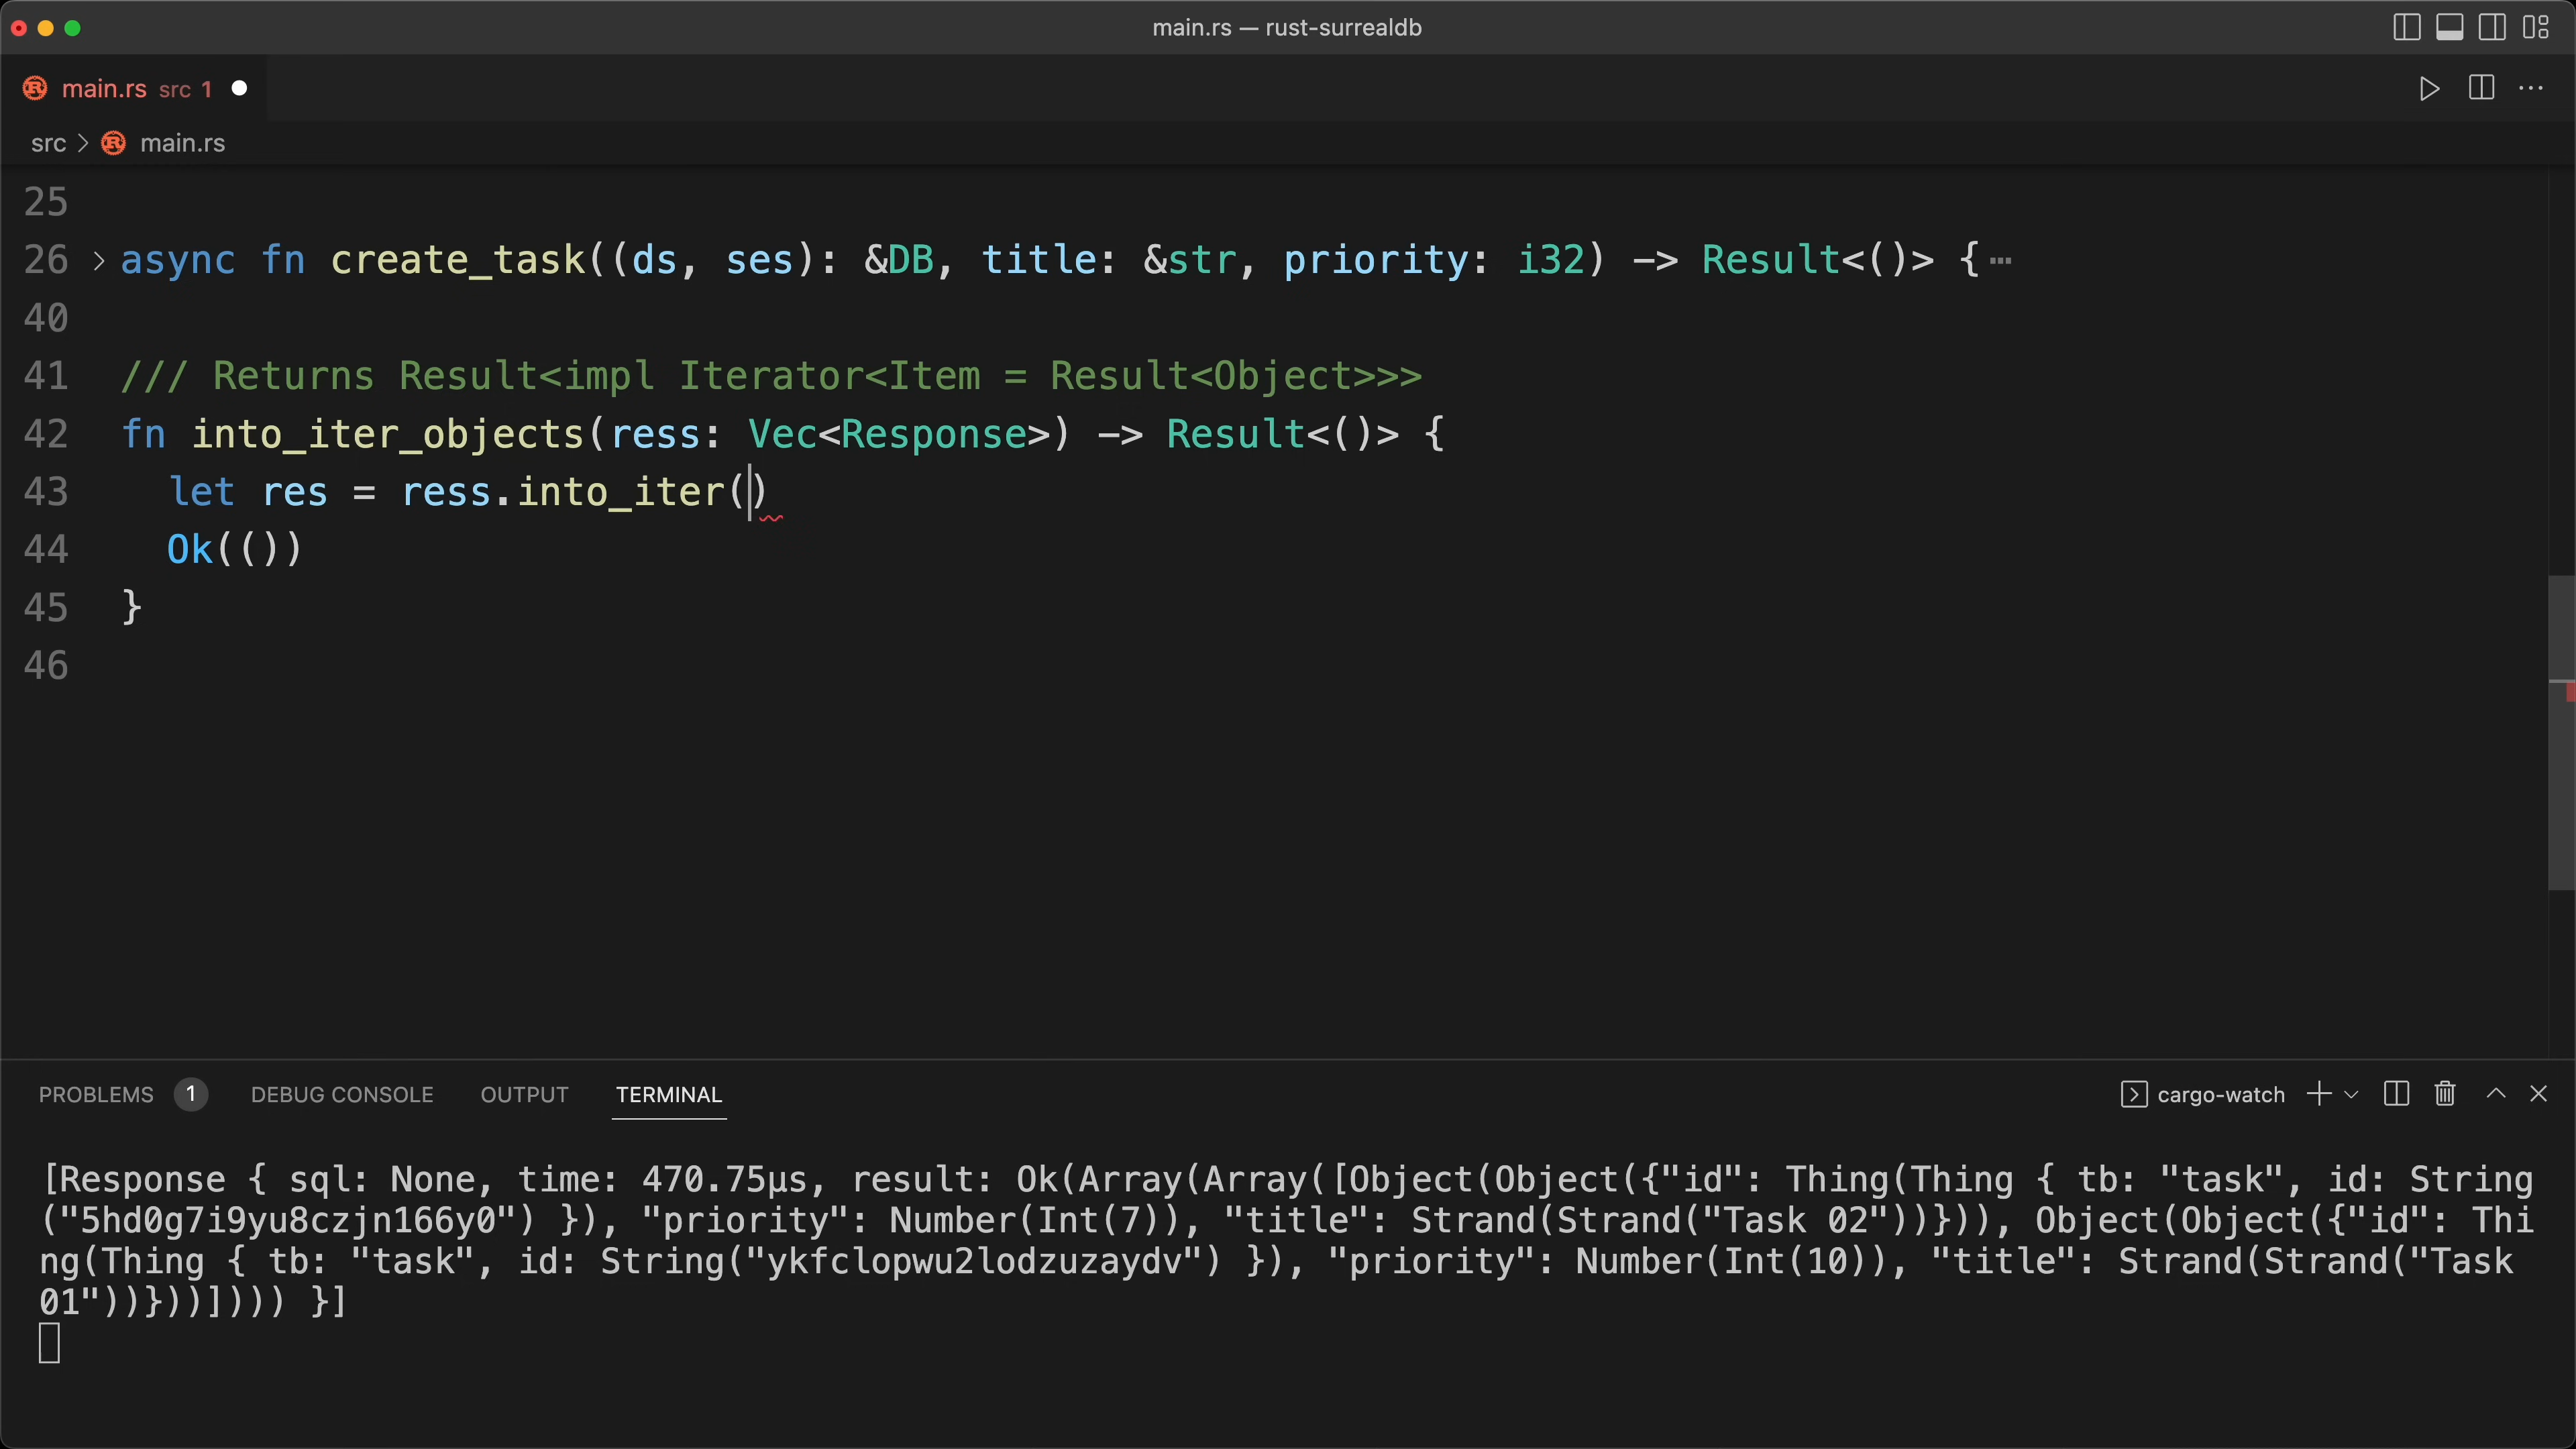 main.rs — rust-surrealdb
main.rs src 1
src > main.rs
25
26 > async fn create_task((ds, ses): &DB, title: &str, priority: i32) -> Result<()> {⋯
40
41 /// Returns Result<impl Iterator<Item = Result<Object>>>
42 fn into_iter_objects(ress: Vec<Response>) -> Result<()> {
43   let res = ress.into_iter()
44   Ok(())
45 }
46
PROBLEMS 1 DEBUG CONSOLE OUTPUT TERMINAL cargo-watch
[Response { sql: None, time: 470.75µs, result: Ok(Array(Array([Object(Object({"id": Thing(Thing { tb: "task", id: String
("5hd0g7i9yu8czjn166y0") }), "priority": Number(Int(7)), "title": Strand(Strand("Task 02"))})), Object(Object({"id": Thi
ng(Thing { tb: "task", id: String("ykfclopwu2lodzuzaydv") }), "priority": Number(Int(10)), "title": Strand(Strand("Task
01"))}))]))) }]